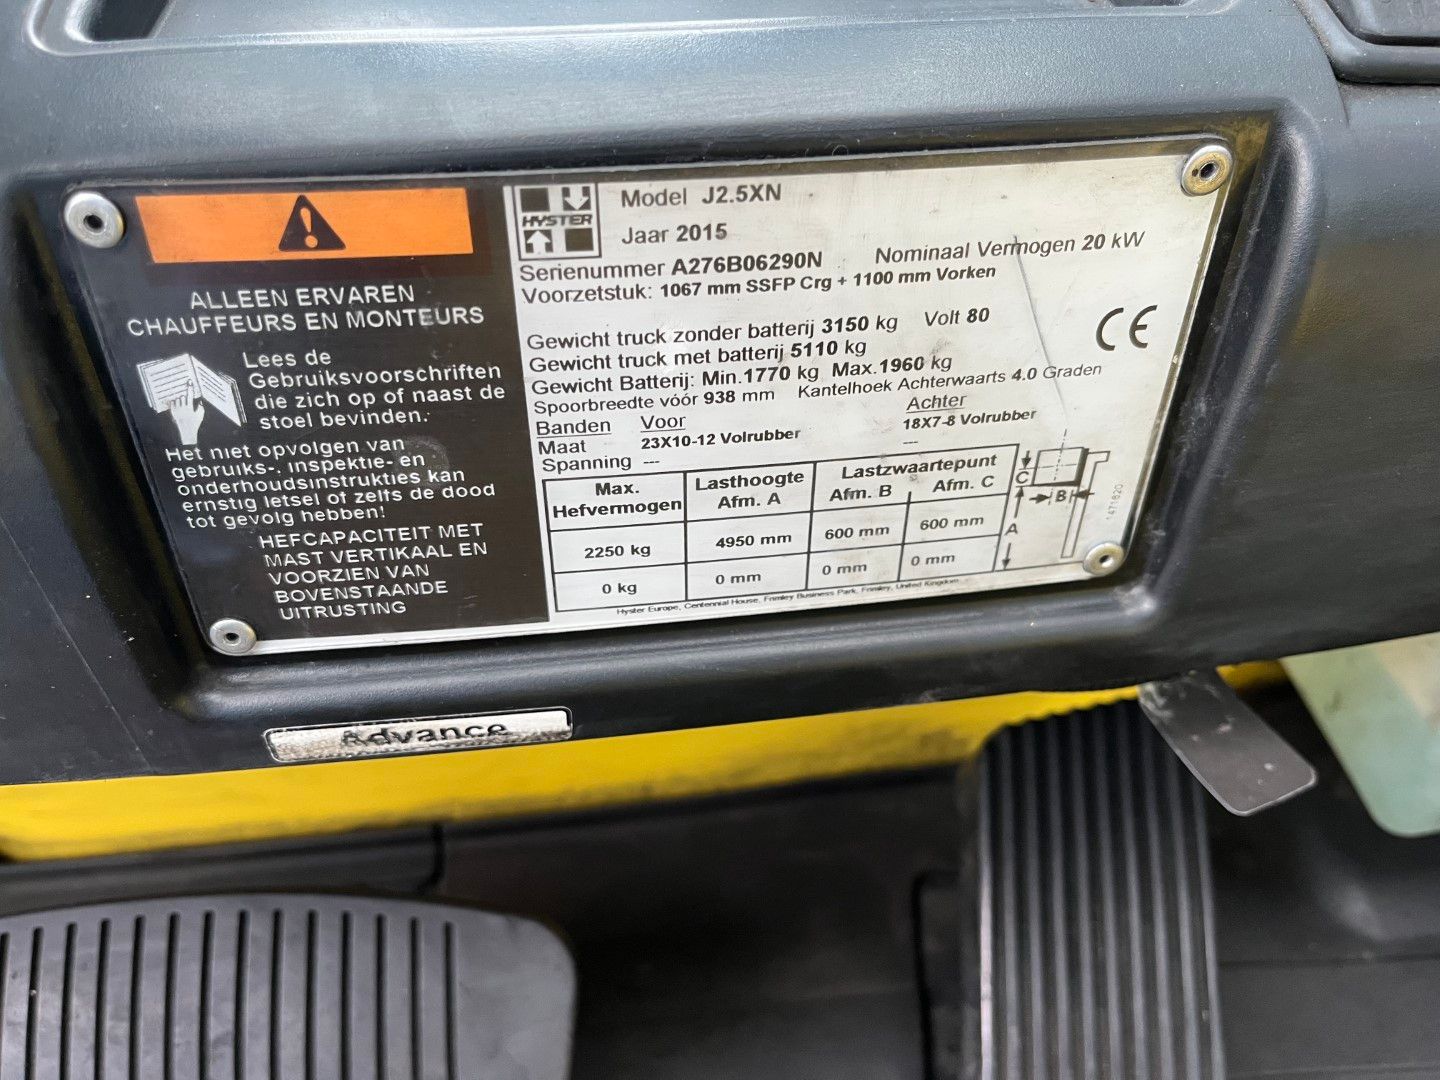 ALLEEN ERVAREN
CHAUFFEURS EN MONTEURS
Lees de
Gebruiksvoorschriften
die zich op of naast de
stoel bevinden.
Het niet opvolgen van
gebruiks-, inspektie- en
onderhoudsinstrukties kan
ernstig letsel of zelfs de dood
tot gevolg hebben!
HEFCAPACITEIT MET
MAST VERTIKAAL EN
VOORZIEN VAN
BOVENSTAANDE
UITRUSTING
HYSTER
Model J2.5XN
Jaar 2015
Serienummer A276B06290N Nominaal Vermogen 20 kW
Voorzetstuk: 1067 mm SSFP Crg + 1100 mm Vorken
Gewicht truck zonder batterij 3150 kg Volt 80
Gewicht truck met batterij 5110 kg
Gewicht Batterij: Min.1770 kg Max.1960 kg
Spoorbreedte vóór 938 mm Kantelhoek Achterwaarts 4.0 Graden
Banden Voor Achter
Maat 23X10-12 Volrubber 18X7-8 Volrubber
Spanning --- ---
CE
Max. Hefvermogen Lasthoogte Afm. A Lastzwaartepunt Afm. B Afm. C
2250 kg 4950 mm 600 mm 600 mm
0 kg 0 mm 0 mm 0 mm
C
B
A
1471820
Hyster Europe, Centennial House, Frimley Business Park, Frimley, United Kingdom
Advance